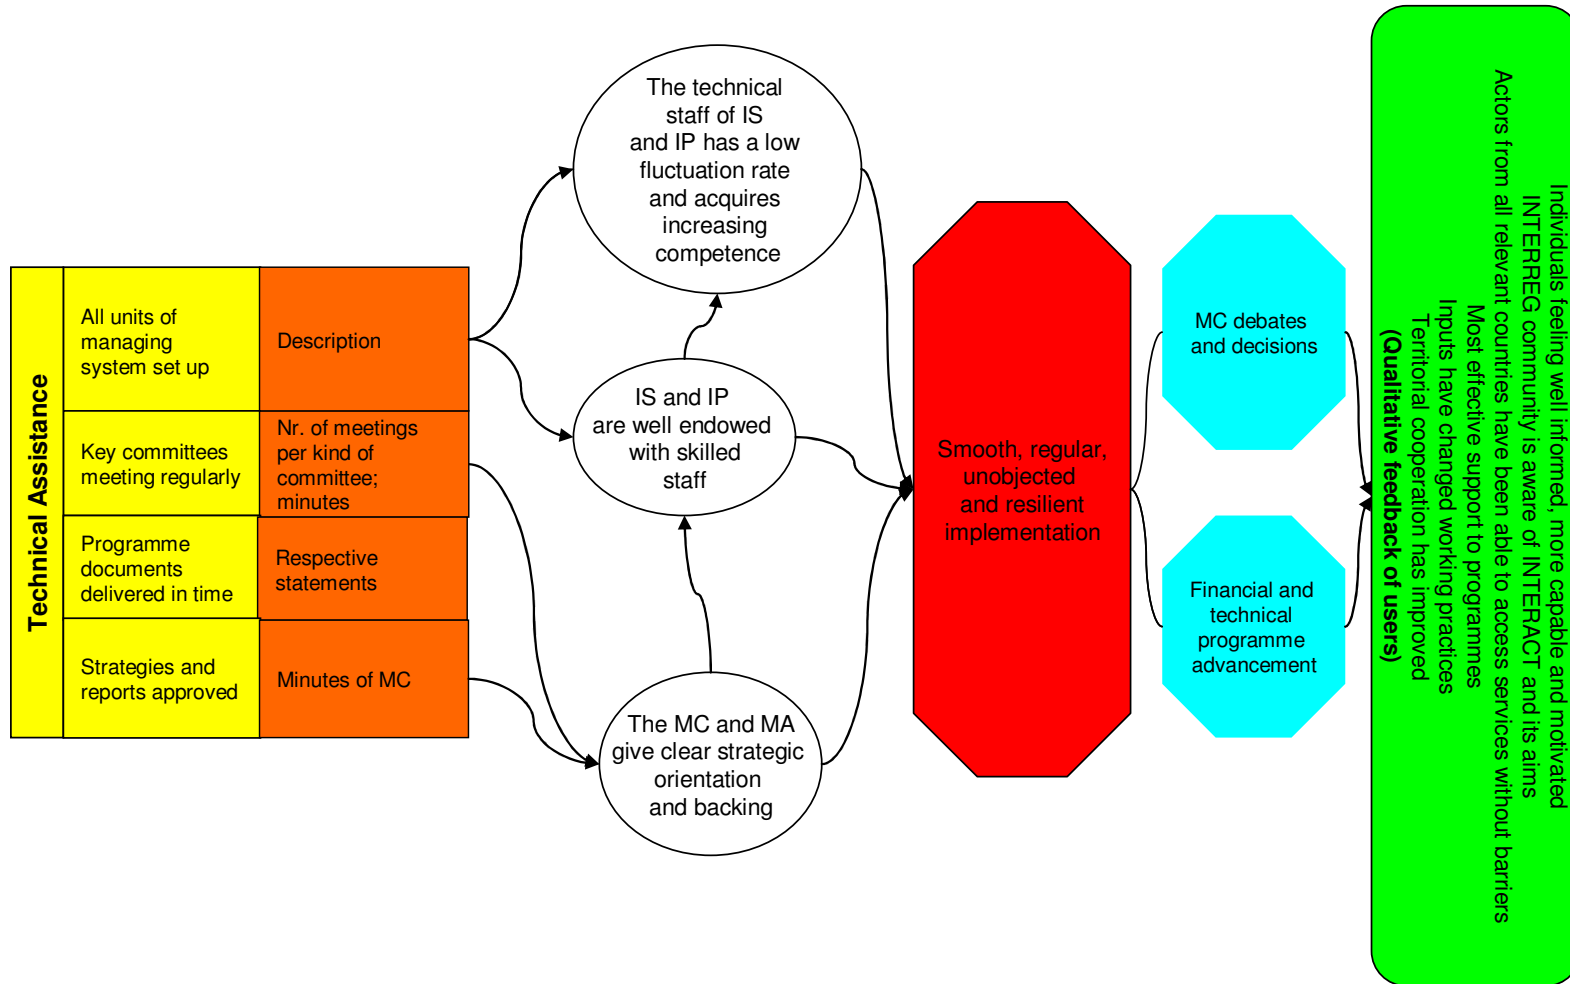 Technical Assistance
All units of
managing
system set up
Description
Key committees
meeting regularly
Nr. of meetings
per kind of
committee;
minutes
Programme
documents
delivered in time
Respective
statements
Strategies and
reports approved
Minutes of MC
The technical
staff of IS
and IP has a low
fluctuation rate
and acquires
increasing
competence
IS and IP
are well endowed
with skilled
staff
The MC and MA
give clear strategic
orientation
and backing
Smooth, regular,
unobjected
and resilient
implementation
MC debates
and decisions
Financial and
technical
programme
advancement
Individuals feeling well informed, more capable and motivated
INTERREG community is aware of INTERACT and its aims
Actors from all relevant countries have been able to access services without barriers
Most effective support to programmes
Inputs have changed working practices
Territorial cooperation has improved
(Qualitative feedback of users)